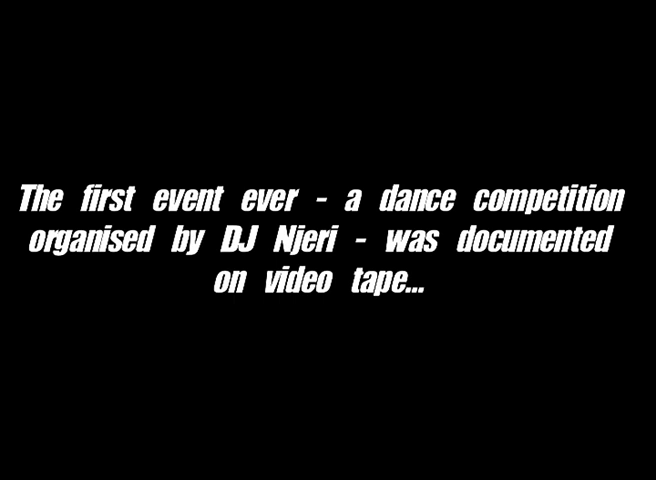 The first event ever - a dance competition
organised by DJ Njeri - was documented
on video tape...